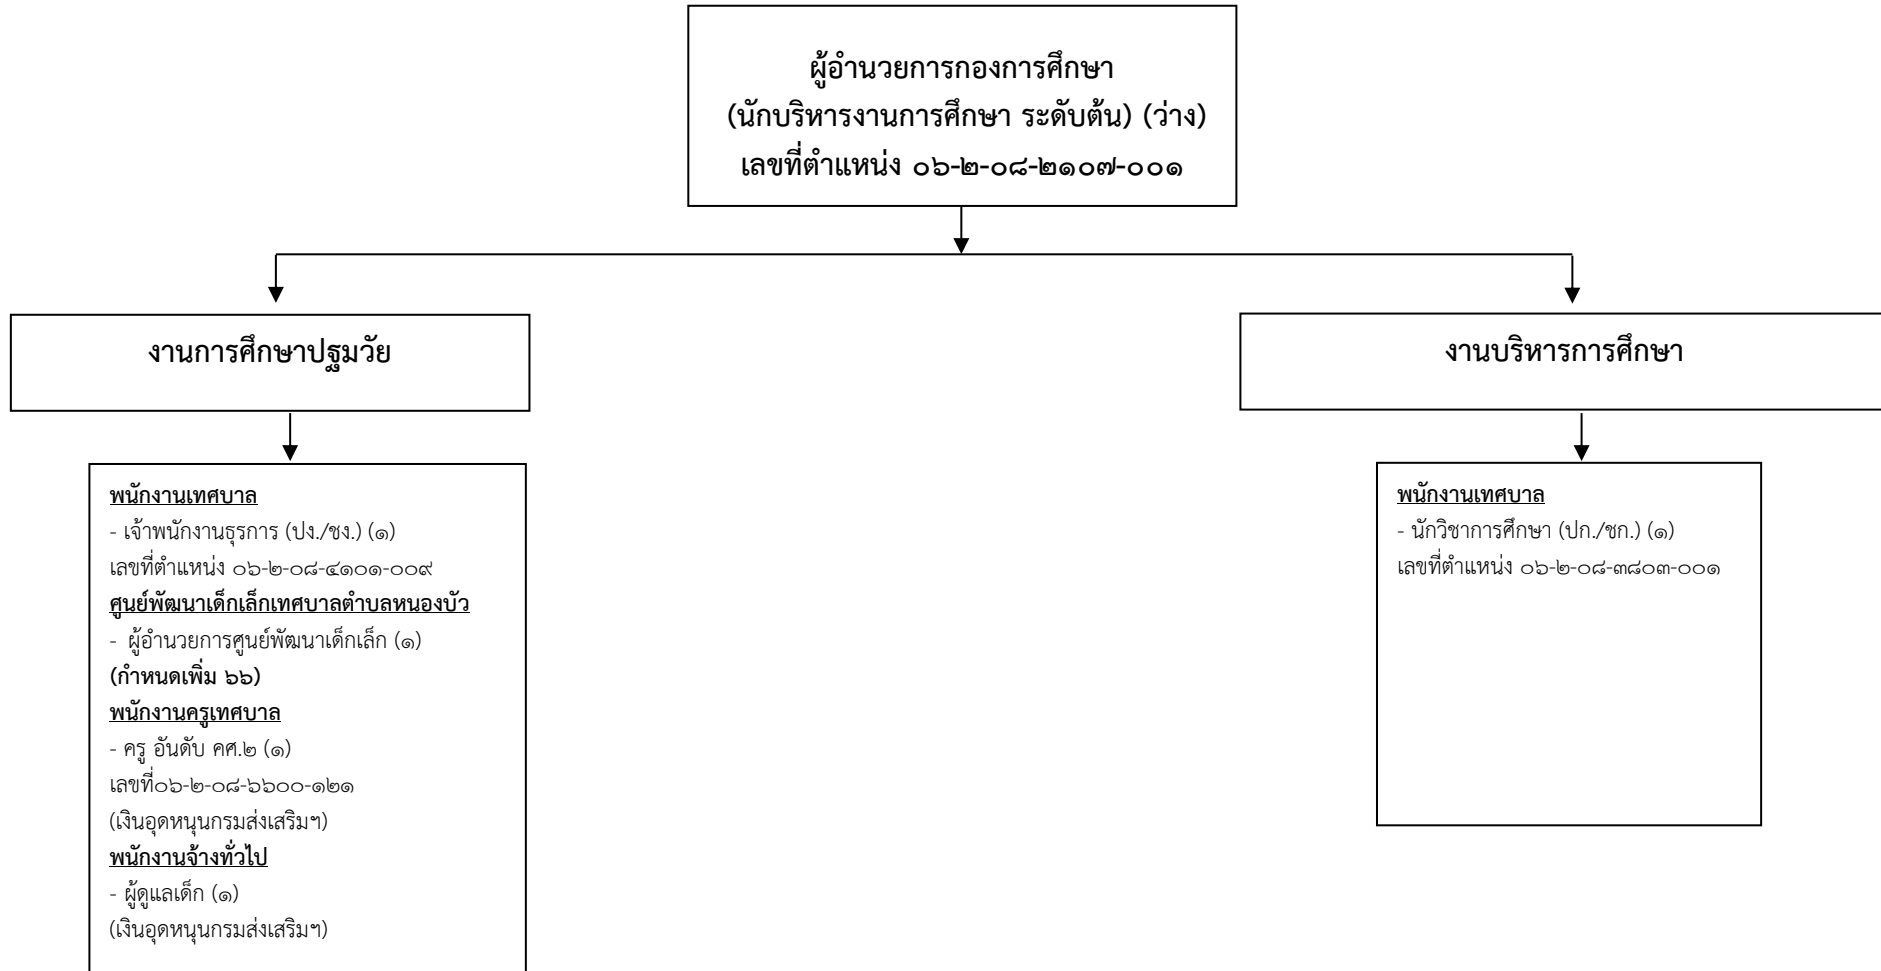 ผู้อำนวยการกองการศึกษา
(นักบริหารงานการศึกษา ระดับต้น) (ว่าง)
เลขที่ตำแหน่ง ๐๖-๒-๐๘-๒๑๐๗-๐๐๑
งานการศึกษาปฐมวัย
พนักงานเทศบาล
- เจ้าพนักงานธุรการ (ปง./ชง.) (๑)
เลขที่ตำแหน่ง ๐๖-๒-๐๘-๔๑๐๑-๐๐๙
ศูนย์พัฒนาเด็กเล็กเทศบาลตำบลหนองบัว
- ผู้อำนวยการศูนย์พัฒนาเด็กเล็ก (๑)
(กำหนดเพิ่ม ๖๖)
พนักงานครูเทศบาล
- ครู อันดับ คศ.๒ (๑)
เลขที่๐๖-๒-๐๘-๖๖๐๐-๑๒๑
(เงินอุดหนุนกรมส่งเสริมฯ)
พนักงานจ้างทั่วไป
- ผู้ดูแลเด็ก (๑)
(เงินอุดหนุนกรมส่งเสริมฯ)
งานบริหารการศึกษา
พนักงานเทศบาล
- นักวิชาการศึกษา (ปก./ชก.) (๑)
เลขที่ตำแหน่ง ๐๖-๒-๐๘-๓๘๐๓-๐๐๑